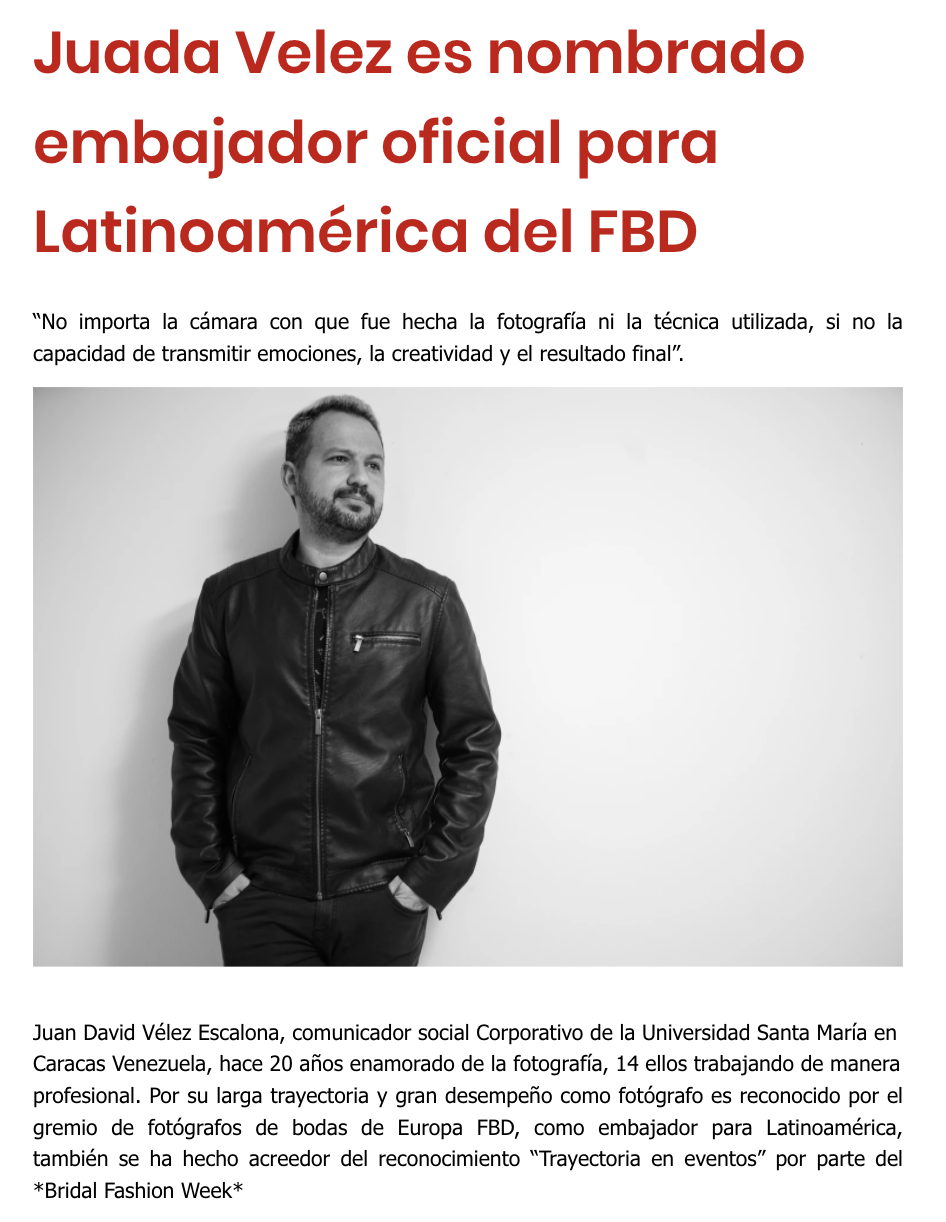 Juada Velez es nombrado
embajador oficial para
Latinoamérica del FBD
“No importa la cámara con que fue hecha la fotografía ni la técnica utilizada, si no la
capacidad de transmitir emociones, la creatividad y el resultado final”.
Juan David Vélez Escalona, comunicador social Corporativo de la Universidad Santa María en
Caracas Venezuela, hace 20 años enamorado de la fotografía, 14 ellos trabajando de manera
profesional. Por su larga trayectoria y gran desempeño como fotógrafo es reconocido por el
gremio de fotógrafos de bodas de Europa FBD, como embajador para Latinoamérica,
también se ha hecho acreedor del reconocimiento “Trayectoria en eventos” por parte del
*Bridal Fashion Week*